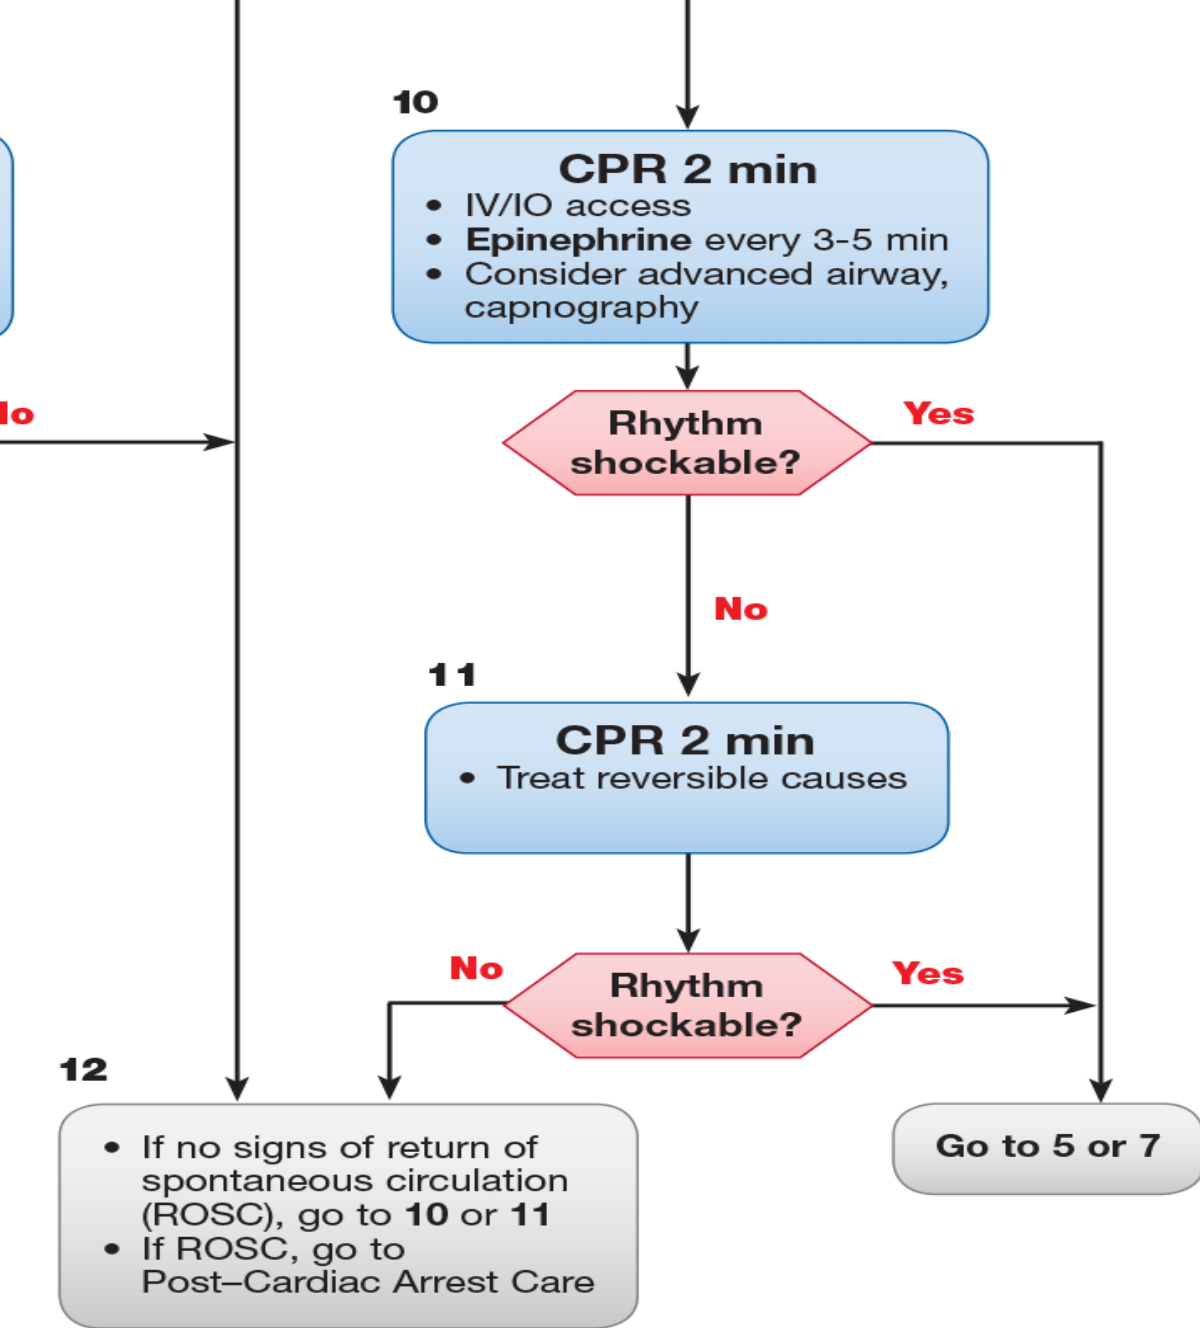 10
CPR 2 min
• IV/IO access
• Epinephrine every 3-5 min
• Consider advanced airway,
capnography
Rhythm
shockable?
Yes
No
11
CPR 2 min
• Treat reversible causes
No
Rhythm
shockable?
Yes
12
• If no signs of return of
spontaneous circulation
(ROSC), go to 10 or 11
• If ROSC, go to
Post–Cardiac Arrest Care
Go to 5 or 7